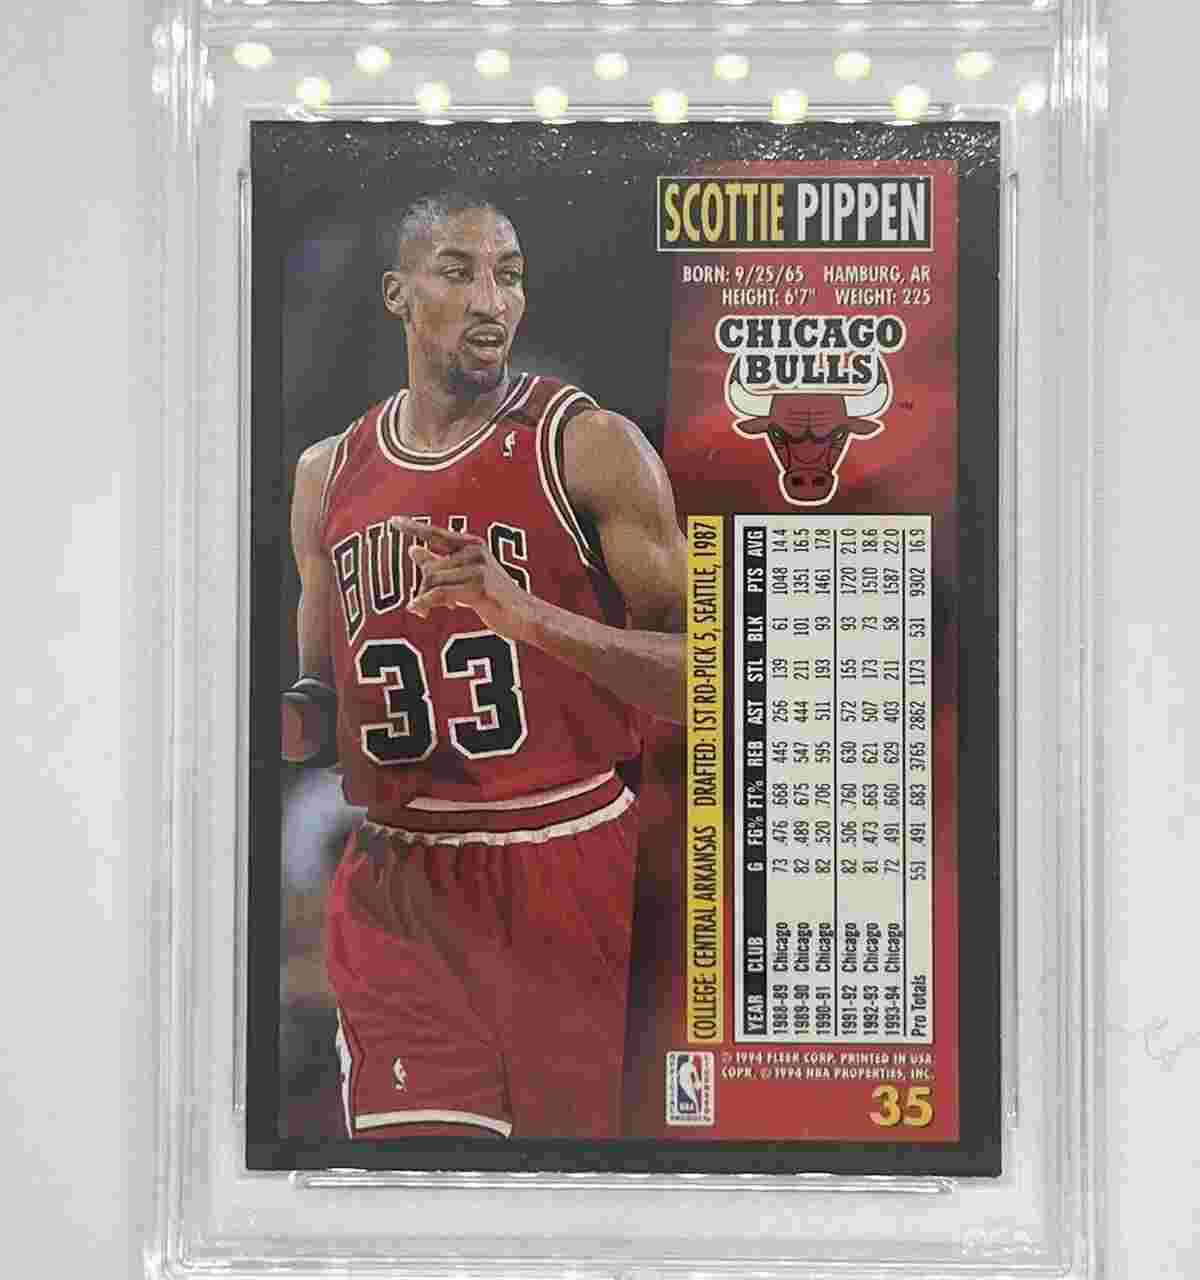 SCOTTIE PIPPEN
BORN: 9/25/65 HAMBURG, AR
HEIGHT: 6'7" WEIGHT: 225
CHICAGO
BULLS
™
BULLS
33
COLLEGE: CENTRAL ARKANSAS DRAFTED: 1ST RD-PICK 5, SEATTLE, 1987
YEAR CLUB G FG% FT% REB AST STL BLK PTS AVG
1988-89 Chicago 73 .476 .668 445 256 139 61 1048 14.4
1989-90 Chicago 82 .489 .675 547 444 211 101 1351 16.5
1990-91 Chicago 82 .520 .706 595 511 193 93 1461 17.8
1991-92 Chicago 82 .506 .760 630 572 155 93 1720 21.0
1992-93 Chicago 81 .473 .663 621 507 173 73 1510 18.6
1993-94 Chicago 72 .491 .660 629 403 211 58 1587 22.0
Pro Totals 551 .491 .683 3765 2862 1173 531 9302 16.9
© 1994 FLEER CORP. PRINTED IN USA
COPR. © 1994 NBA PROPERTIES, INC.
OFFICIAL LICENSED
NBA
PRODUCT
35
PSA